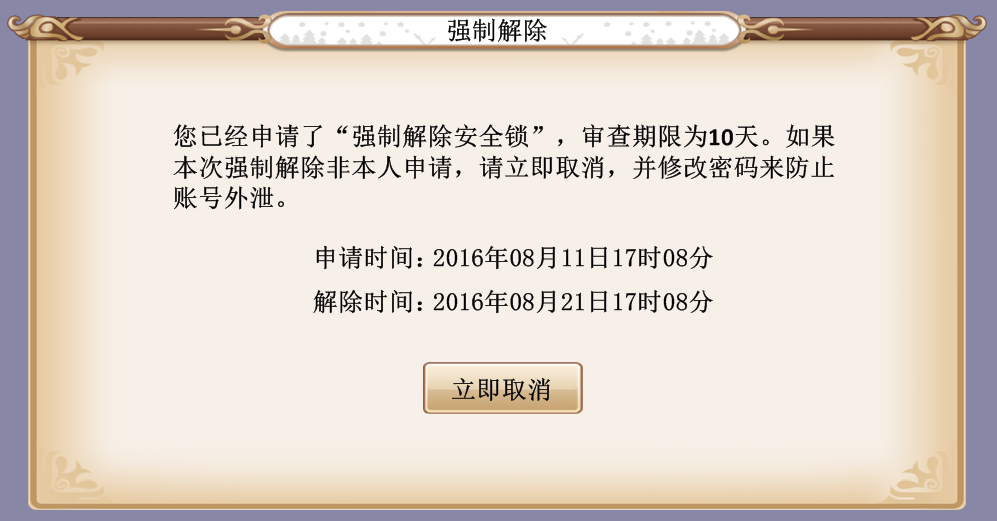 强制解除
您已经申请了“强制解除安全锁”，审查期限为10天。如果
本次强制解除非本人申请，请立即取消，并修改密码来防止
账号外泄。
申请时间：2016年08月11日17时08分
解除时间：2016年08月21日17时08分
立即取消